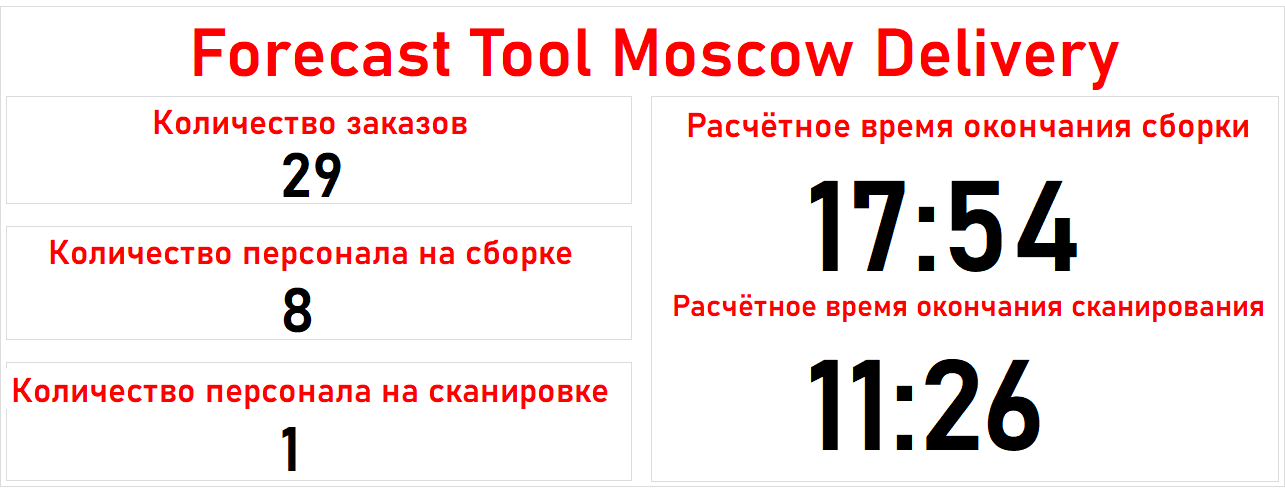 Forecast Tool Moscow Delivery
Количество заказов
29
Количество персонала на сборке
8
Количество персонала на сканировке
1
Расчётное время окончания сборки
17:54
Расчётное время окончания сканирования
11:26